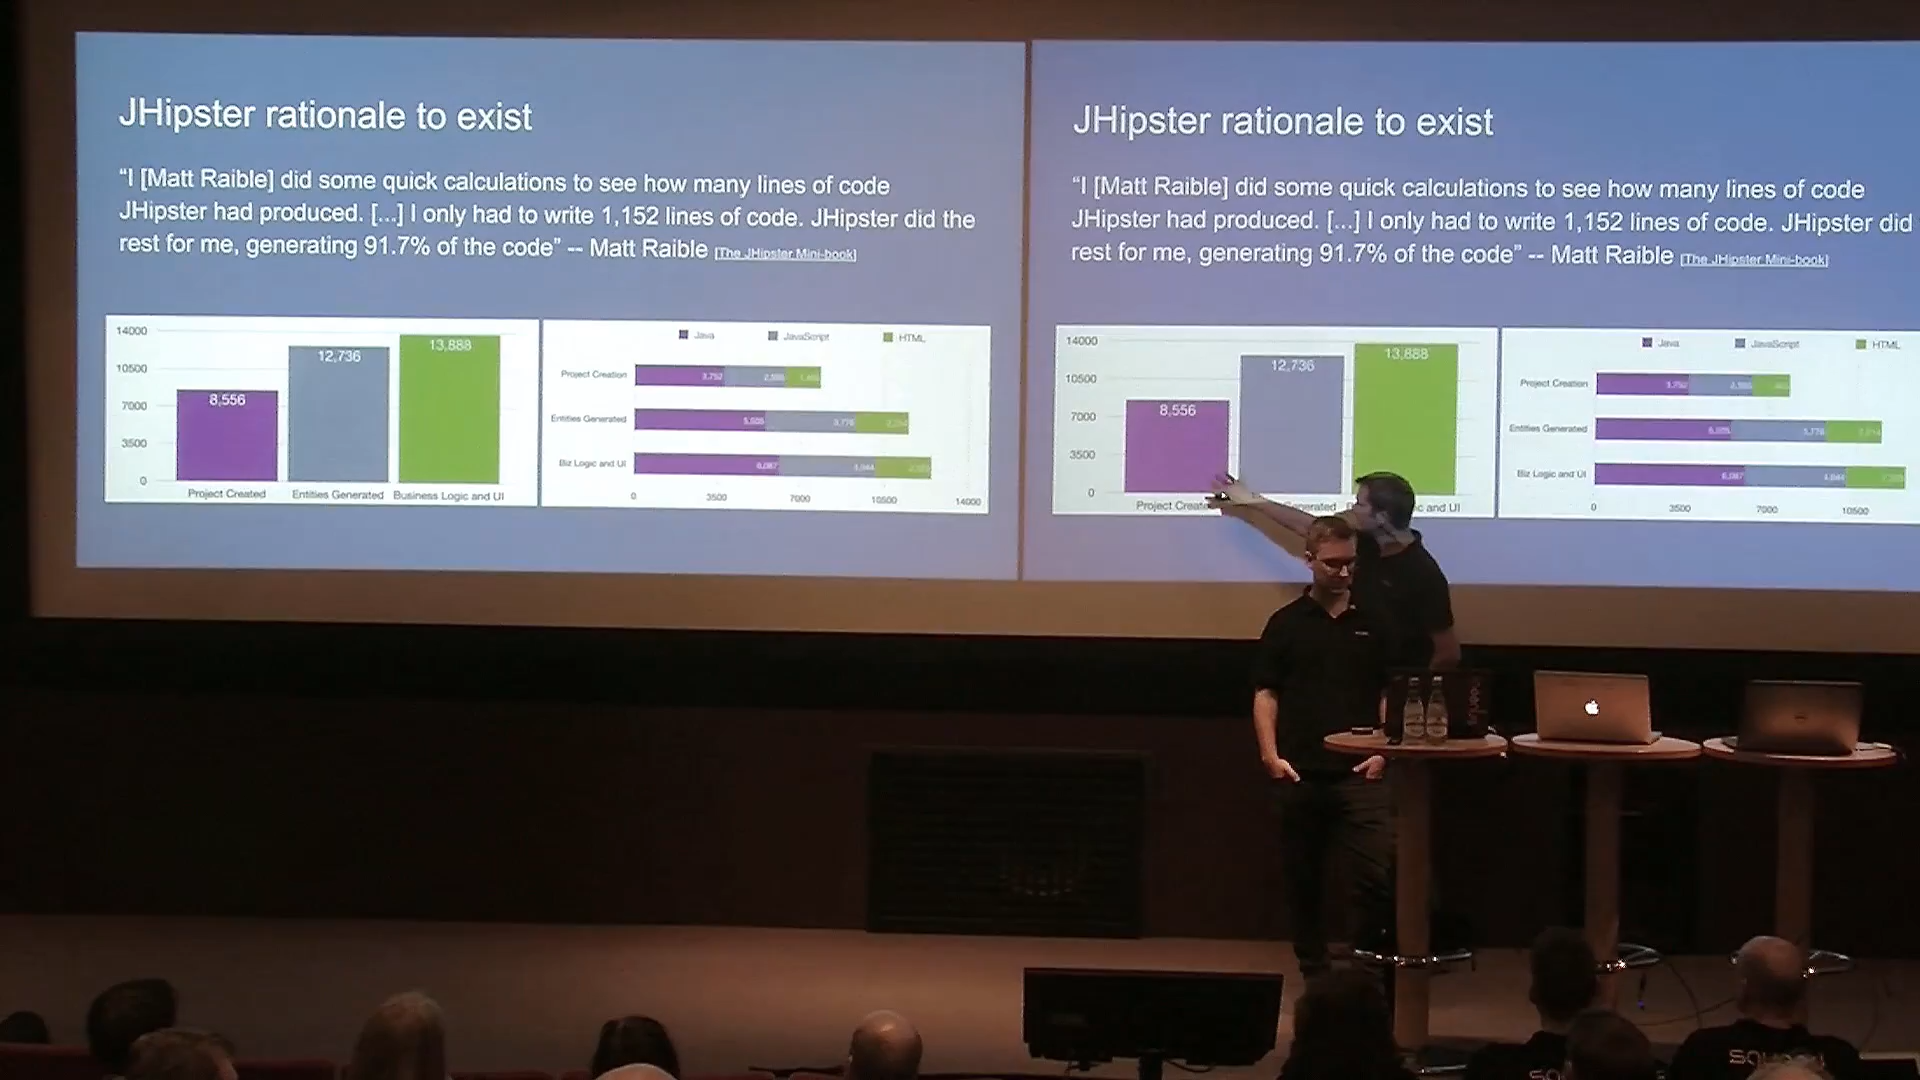 JHipster rationale to exist
“I [Matt Raible] did some quick calculations to see how many lines of code
JHipster had produced. [...] I only had to write 1,152 lines of code. JHipster did the
rest for me, generating 91.7% of the code” -- Matt Raible [The JHipster Mini-book]
14000
10500
7000
3500
0
8,556
12,736
13,888
Project Created
Entities Generated
Business Logic and UI
Java
JavaScript
HTML
Project Creation
Entities Generated
Biz Logic and UI
0
3500
7000
10500
14000
JHipster rationale to exist
“I [Matt Raible] did some quick calculations to see how many lines of code
JHipster had produced. [...] I only had to write 1,152 lines of code. JHipster did
rest for me, generating 91.7% of the code” -- Matt Raible [The JHipster Mini-book]
14000
10500
7000
3500
0
8,556
12,736
13,888
Project
and UI
Java
JavaScript
HTML
Project Creation
Entities Generated
Biz Logic and UI
0
3500
7000
10500